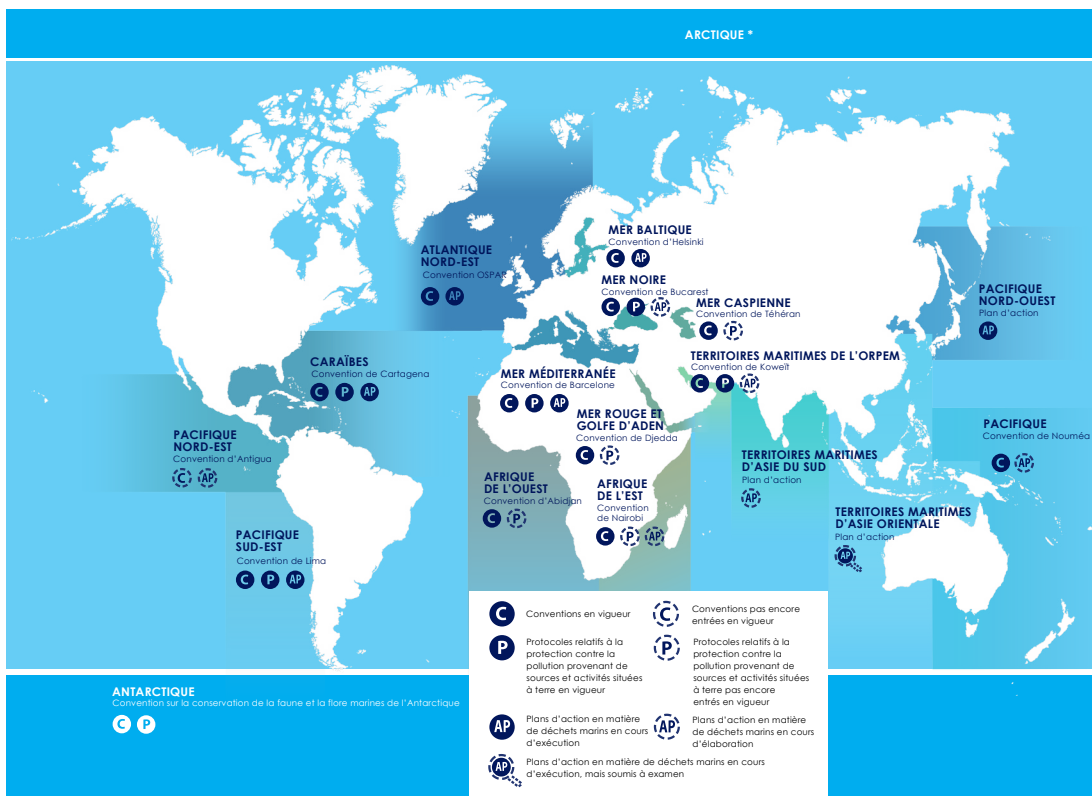 ARCTIQUE *
ATLANTIQUE
NORD-EST
Convention OSPAR
C AP
MER BALTIQUE
Convention d'Helsinki
C AP
MER NOIRE
Convention de Bucarest
C P AP
MER CASPIENNE
Convention de Téhéran
C P
PACIFIQUE
NORD-OUEST
Plan d'action
AP
CARAÏBES
Convention de Cartagena
C P AP
MER MÉDITERRANÉE
Convention de Barcelone
C P AP
TERRITOIRES MARITIMES DE L'ORPEM
Convention de Koweït
C P AP
MER ROUGE ET
GOLFE D'ADEN
Convention de Djedda
C P
PACIFIQUE
NORD-EST
Convention d'Antigua
C AP
PACIFIQUE
Convention de Nouméa
C AP
TERRITOIRES MARITIMES
D'ASIE DU SUD
Plan d'action
AP
AFRIQUE
DE L'OUEST
Convention d'Abidjan
C P
AFRIQUE
DE L'EST
Convention
de Nairobi
C P AP
TERRITOIRES MARITIMES
D'ASIE ORIENTALE
Plan d'action
AP
PACIFIQUE
SUD-EST
Convention de Lima
C P AP
C Conventions en vigueur
C Conventions pas encore
entrées en vigueur
P Protocoles relatifs à la
protection contre la
pollution provenant de
sources et activités situées
à terre en vigueur
P Protocoles relatifs à la
protection contre la
pollution provenant de
sources et activités situées
à terre pas encore
entrés en vigueur
AP Plans d'action en matière
de déchets marins en cours
d'exécution
AP Plans d'action en matière
de déchets marins en cours
d'élaboration
AP Plans d'action en matière de déchets marins en cours
d'exécution, mais soumis à examen
ANTARCTIQUE
Convention sur la conservation de la faune et la flore marines de l'Antarctique
C P